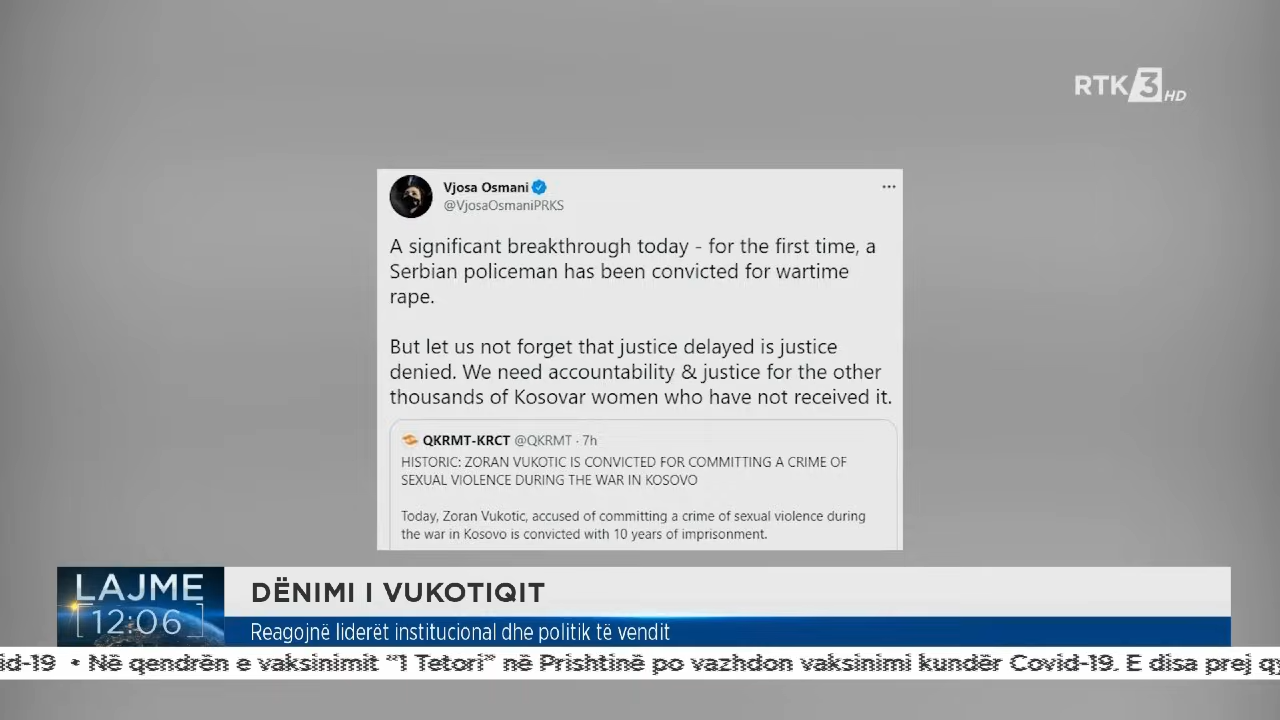 RTK 3 HD
Vjosa Osmani
@VjosaOsmaniPRKS
A significant breakthrough today - for the first time, a
Serbian policeman has been convicted for wartime
rape.
But let us not forget that justice delayed is justice
denied. We need accountability & justice for the other
thousands of Kosovar women who have not received it.
QKRMT-KRCT @QKRMT · 7h
HISTORIC: ZORAN VUKOTIC IS CONVICTED FOR COMMITTING A CRIME OF
SEXUAL VIOLENCE DURING THE WAR IN KOSOVO
Today, Zoran Vukotic, accused of committing a crime of sexual violence during
the war in Kosovo is convicted with 10 years of imprisonment.
LAJME
12:06
DËNIMI I VUKOTIQIT
Reagojnë liderët institucional dhe politik të vendit
id-19 • Në qendrën e vaksinimit “1 Tetori” në Prishtinë po vazhdon vaksinimi kundër Covid-19. E disa prej